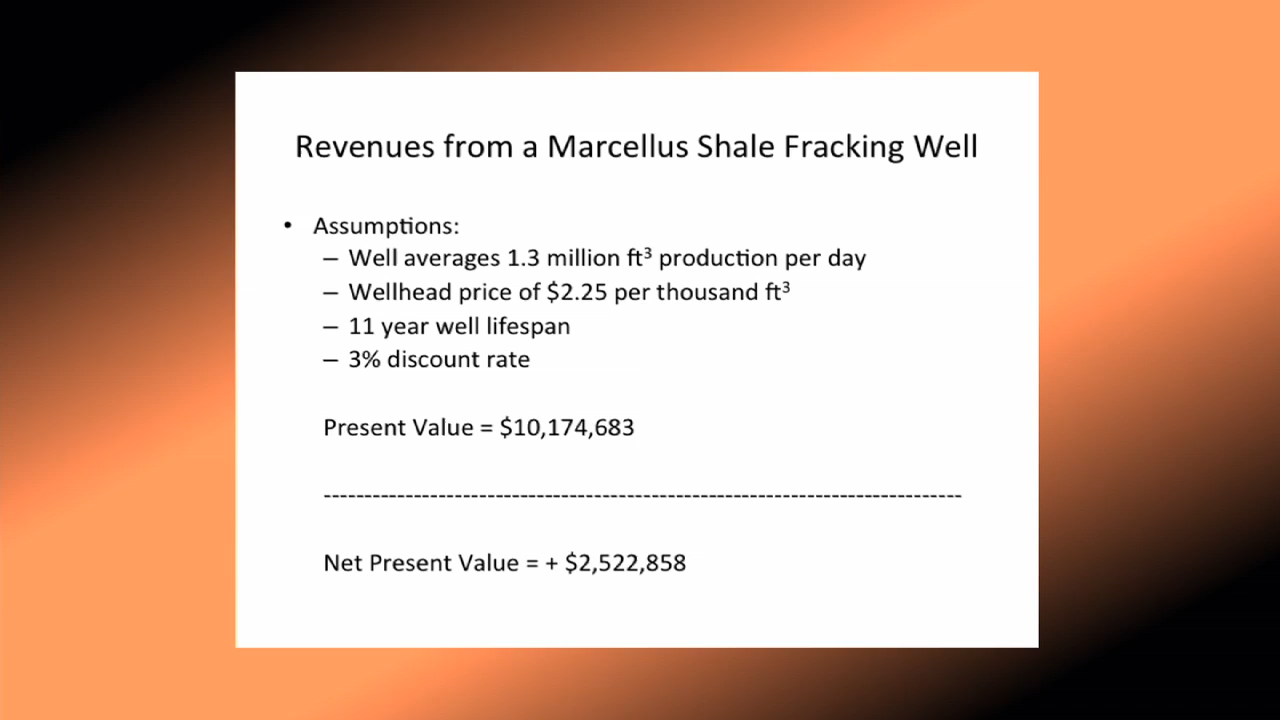 Revenues from a Marcellus Shale Fracking Well
• Assumptions:
– Well averages 1.3 million ft³ production per day
– Wellhead price of $2.25 per thousand ft³
– 11 year well lifespan
– 3% discount rate
Present Value = $10,174,683
-------------------------------------------------------------------------------
Net Present Value = + $2,522,858